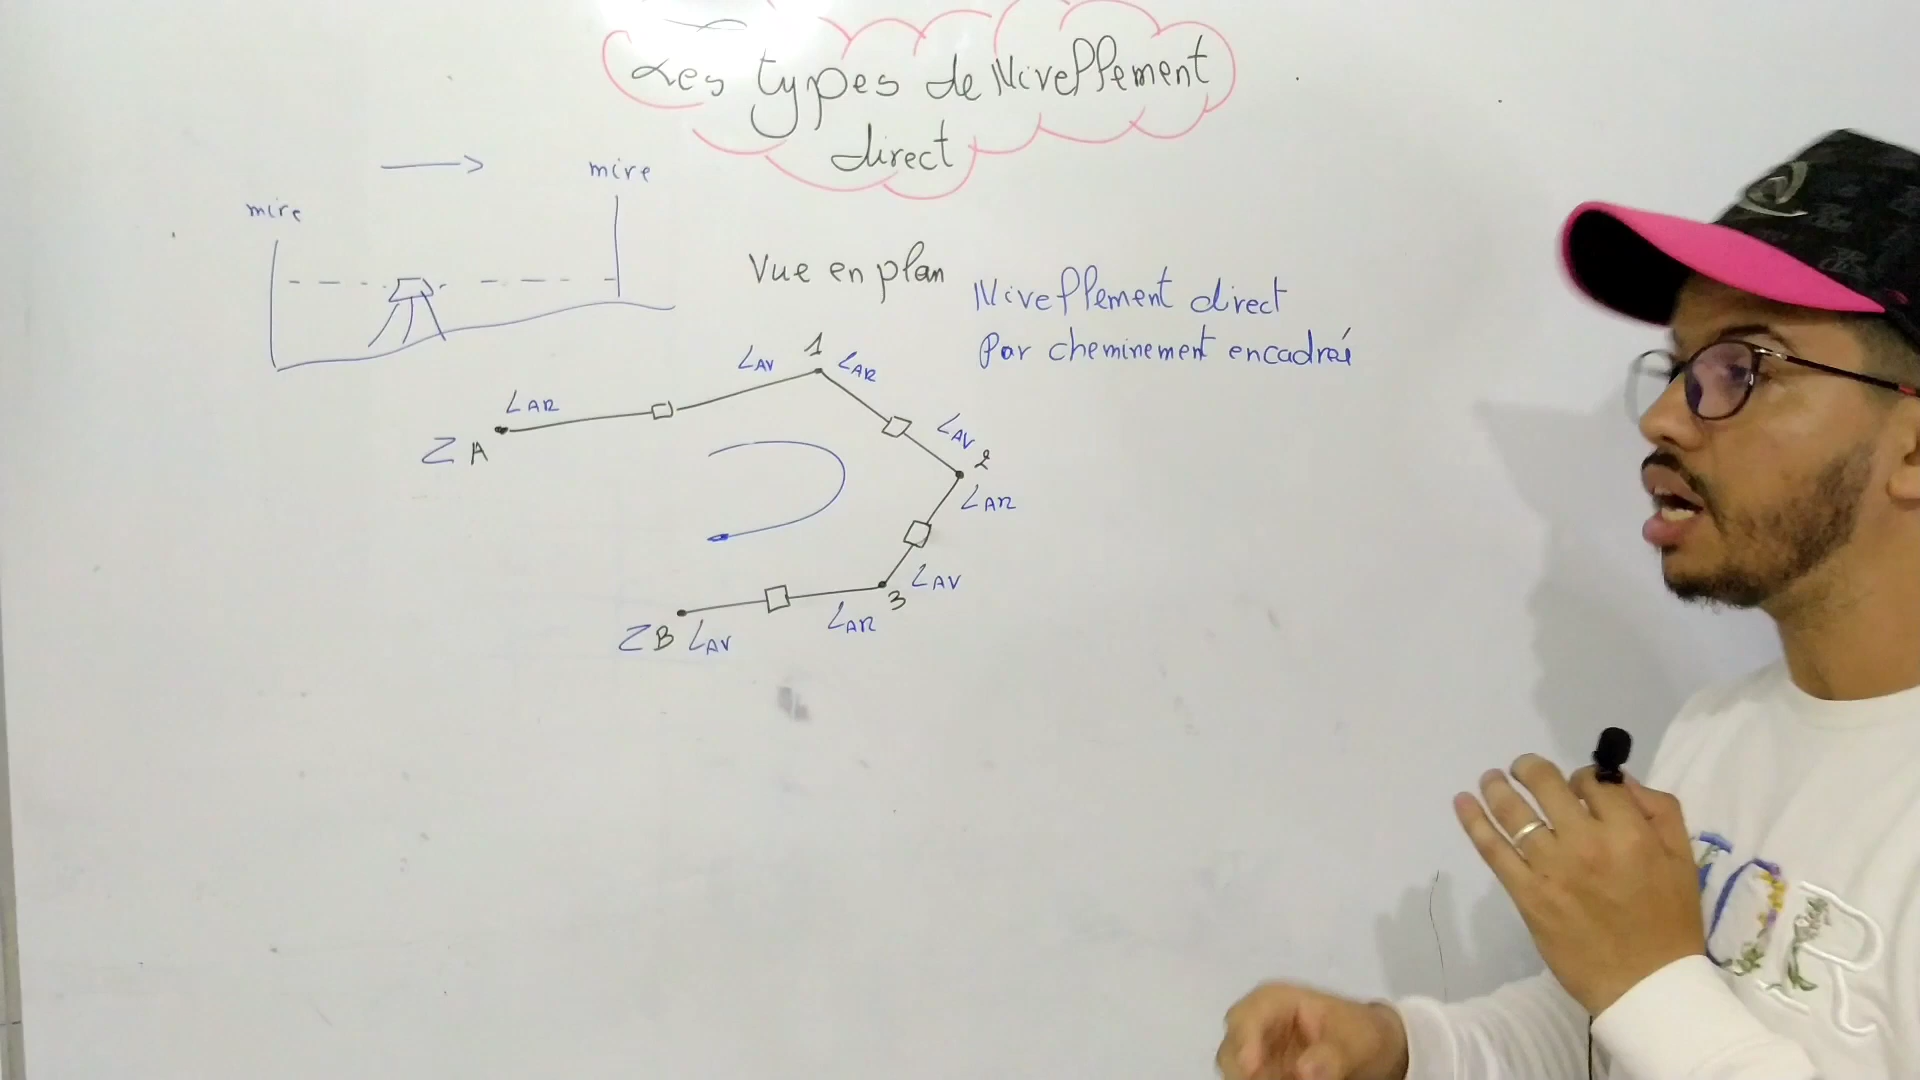 Les types de Nivellement
direct
mire
mire
Vue en plan
Nivellement direct
Par cheminement encadré
LAR
ZA
LAV
1
LAR
LAV
2
LAR
LAV
3
LAR
ZB LAV